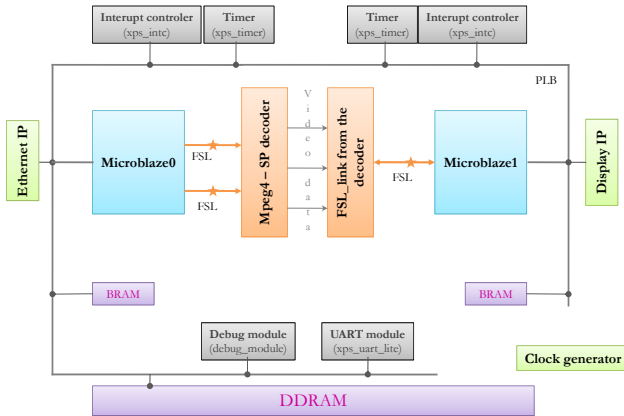 Interupt controler
(xps_intc)
Timer
(xps_timer)
Timer
(xps_timer)
Interupt controler
(xps_intc)
PLB
Ethernet IP
Microblaze0
FSL
FSL
Mpeg4 – SP decoder
Video data
FSL_link from the
decoder
FSL
Microblaze1
Display IP
BRAM
BRAM
Debug module
(debug_module)
UART module
(xps_uart_lite)
Clock generator
DDRAM